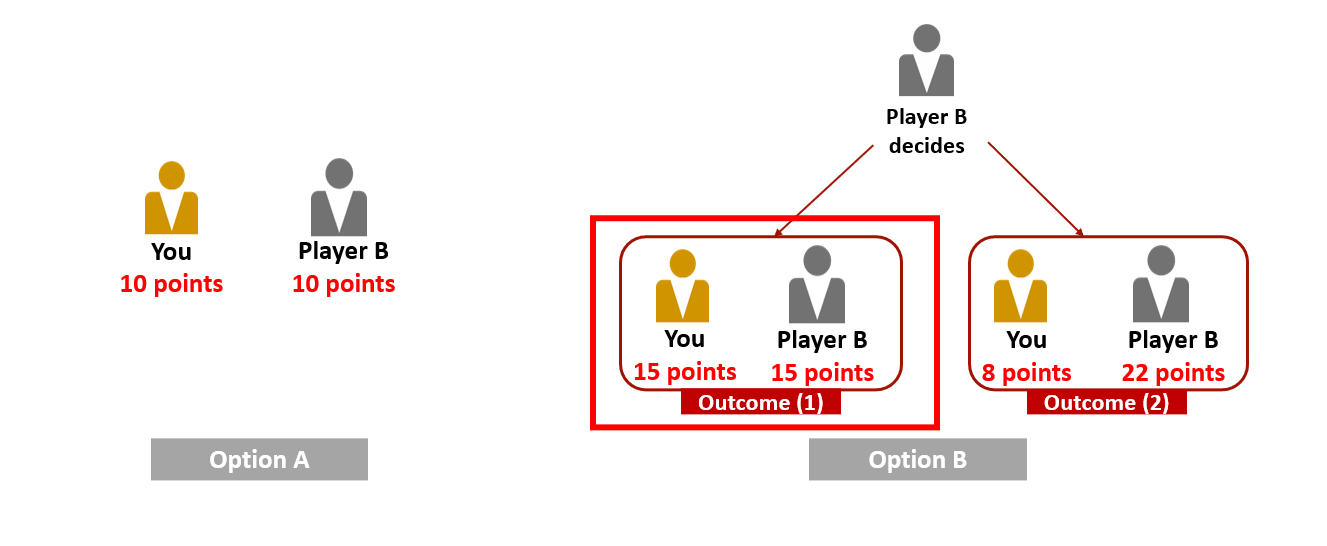 Player B
decides
You
10 points
Player B
10 points
You
15 points
Player B
15 points
Outcome (1)
You
8 points
Player B
22 points
Outcome (2)
Option A
Option B